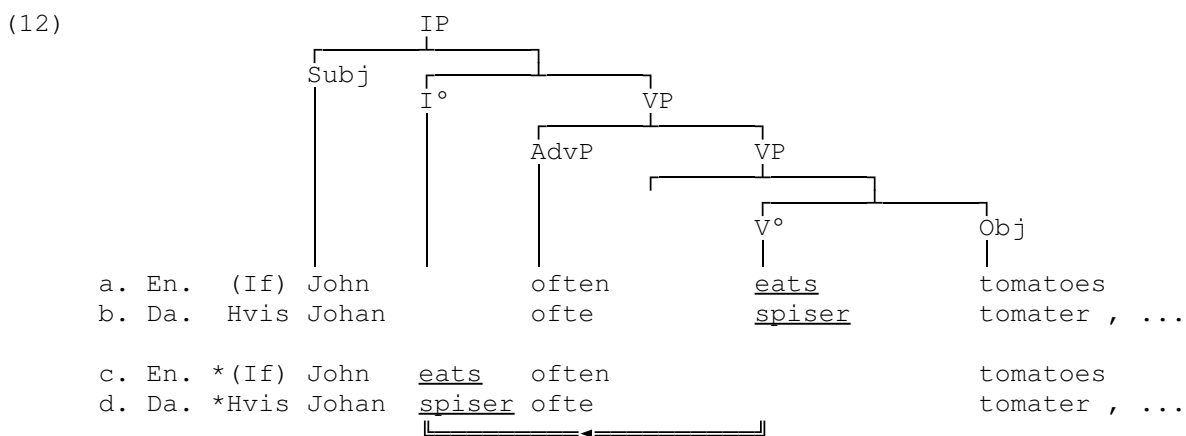 (12) IP
Subj
I° VP
AdvP VP
V° Obj
a. En. (If) John often eats tomatoes
b. Da. Hvis Johan ofte spiser tomater , ...
c. En. *(If) John eats often tomatoes
d. Da. *Hvis Johan spiser ofte tomater , ...